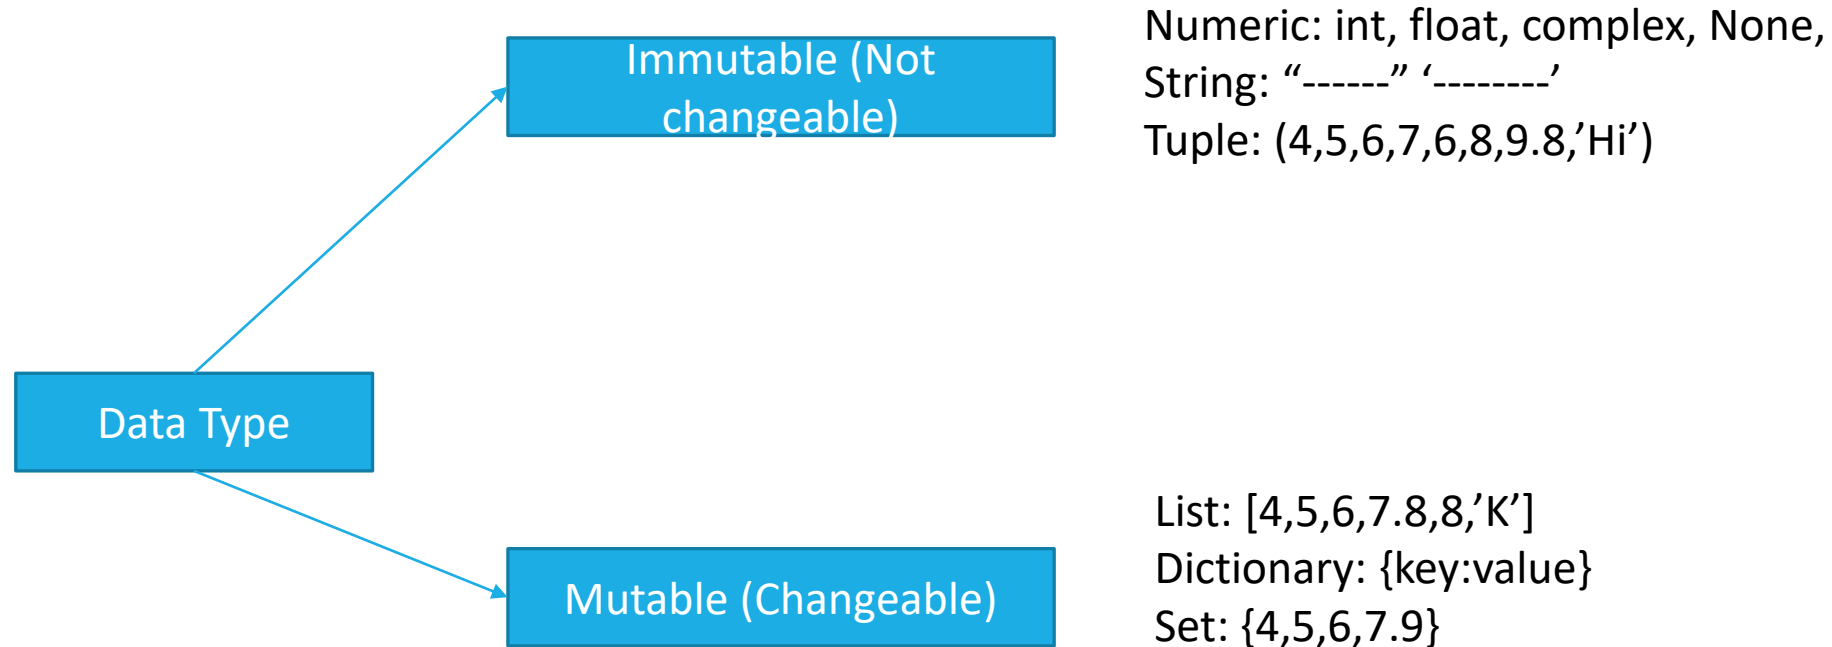 Immutable (Not
changeable)
Numeric: int, float, complex, None,
String: “------” ‘--------’
Tuple: (4,5,6,7,6,8,9.8,’Hi’)
Data Type
Mutable (Changeable)
List: [4,5,6,7.8,8,’K’]
Dictionary: {key:value}
Set: {4,5,6,7.9}